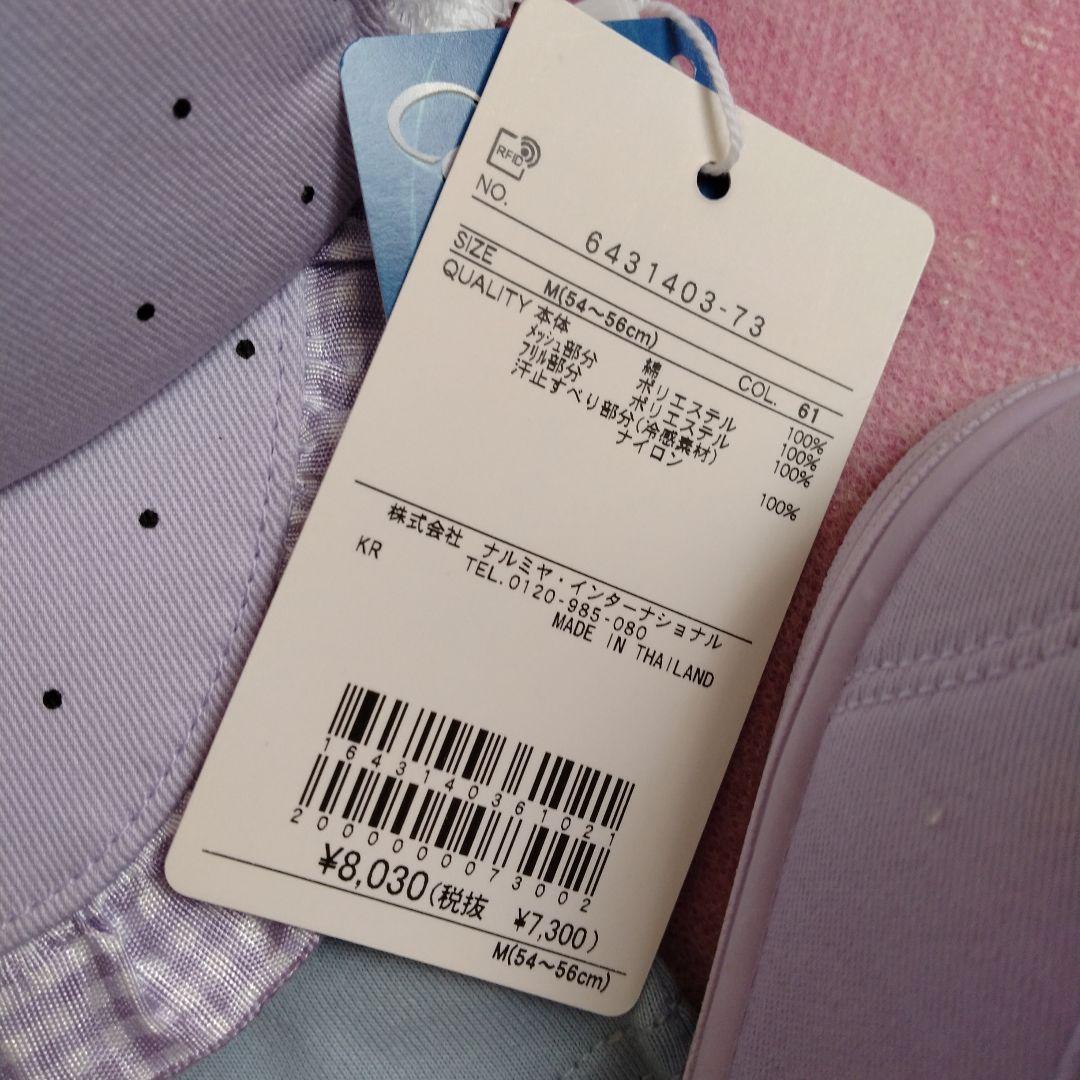 RFID
NO.
6431403-73
SIZE M(54～56cm) COL. 61
QUALITY 本体 綿 100%
ﾒｯｼｭ部分 ポリエステル 100%
ﾌﾘﾙ部分 ポリエステル 100%
汗止すべり部分(冷感素材)
ナイロン 100%
株式会社 ナルミヤ・インターナショナル
KR TEL.0120-985-080
MADE IN THAILAND
1643140361021
200000073002
¥8,030(税抜 ¥7,300)
M(54～56cm)